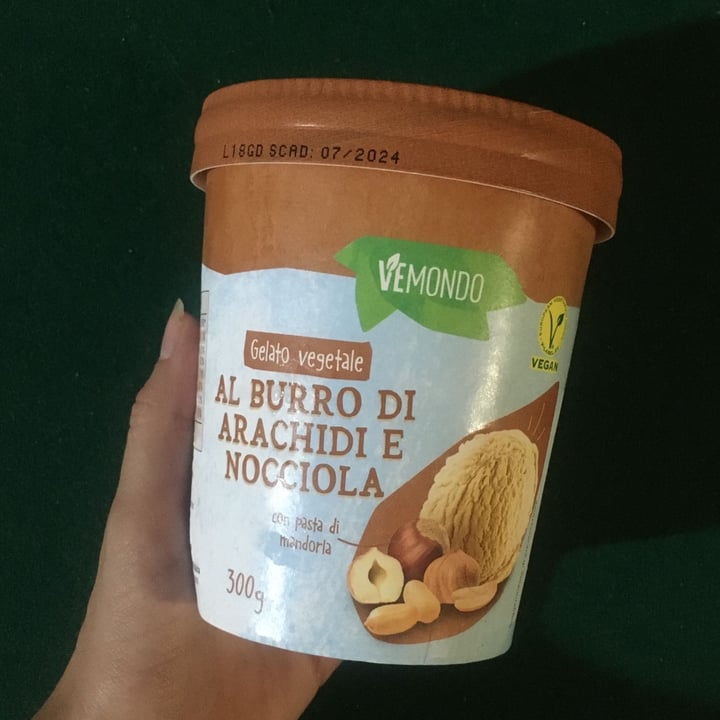 L18GD SCAD: 07/2024
VEMONDO
VEGAN
Gelato vegetale
AL BURRO DI
ARACHIDI E
NOCCIOLA
con pasta di
mandorla
300g